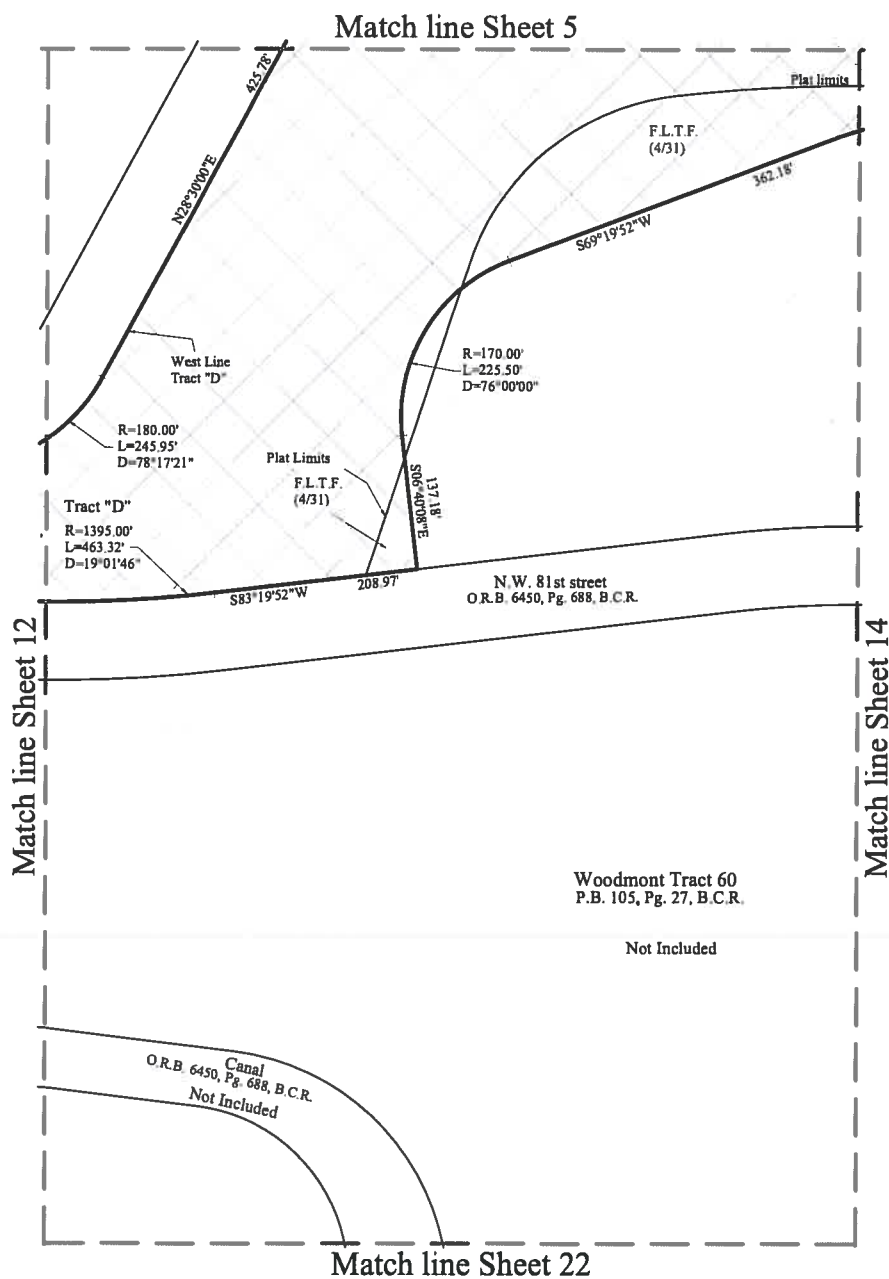 Match line Sheet 5
425.78'
Plat limits
F.L.T.F.
(4/31)
N28°30'00"E
362.18'
S69°19'52"W
West Line
Tract "D"
R=170.00'
L=225.50'
D=76°00'00"
R=180.00'
L=245.95'
D=78°17'21"
Plat Limits
F.L.T.F.
(4/31)
137.18'
S06°40'08"E
Tract "D"
R=1395.00'
L=463.32'
D=19°01'46"
S83°19'52"W
208.97'
N.W. 81st street
O.R.B. 6450, Pg. 688, B.C.R.
Match line Sheet 12
Match line Sheet 14
Woodmont Tract 60
P.B. 105, Pg. 27, B.C.R.
Not Included
Canal
O.R.B. 6450, Pg. 688, B.C.R.
Not Included
Match line Sheet 22